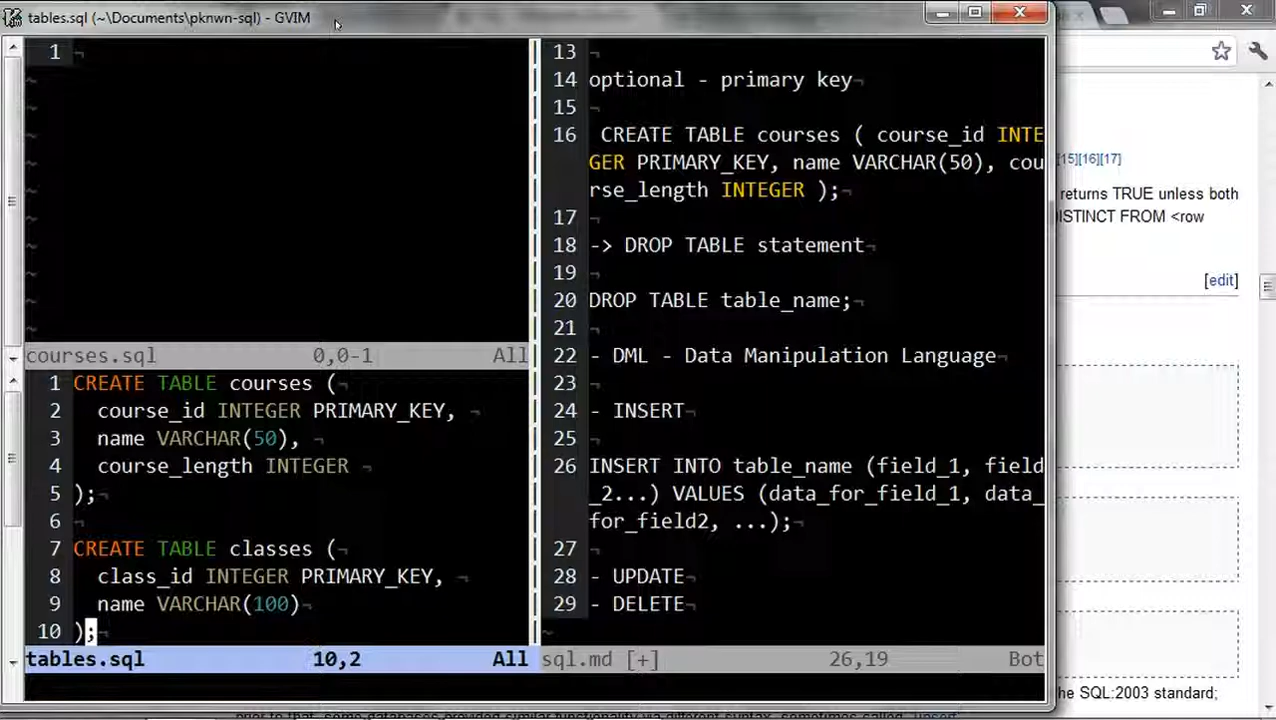 tables.sql (~\Documents\pknwn-sql) - GVIM
1 ¬
courses.sql 0,0-1 All
1 CREATE TABLE courses (¬
2 course_id INTEGER PRIMARY_KEY, ¬
3 name VARCHAR(50), ¬
4 course_length INTEGER ¬
5 );¬
6 ¬
7 CREATE TABLE classes (¬
8 class_id INTEGER PRIMARY_KEY, ¬
9 name VARCHAR(100)¬
10 );¬
tables.sql 10,2 All
13 ¬
14 optional - primary key¬
15 ¬
16 CREATE TABLE courses ( course_id INTE
GER PRIMARY_KEY, name VARCHAR(50), cou
rse_length INTEGER );¬
17 ¬
18 -> DROP TABLE statement¬
19 ¬
20 DROP TABLE table_name;¬
21 ¬
22 - DML - Data Manipulation Language¬
23 ¬
24 - INSERT¬
25 ¬
26 INSERT INTO table_name (field_1, field
_2...) VALUES (data_for_field_1, data_
for_field2, ...);¬
27 ¬
28 - UPDATE¬
29 - DELETE¬
sql.md [+] 26,19 Bot
15][16][17]
returns TRUE unless both
DISTINCT FROM <row
[edit]
he SQL:2003 standard;